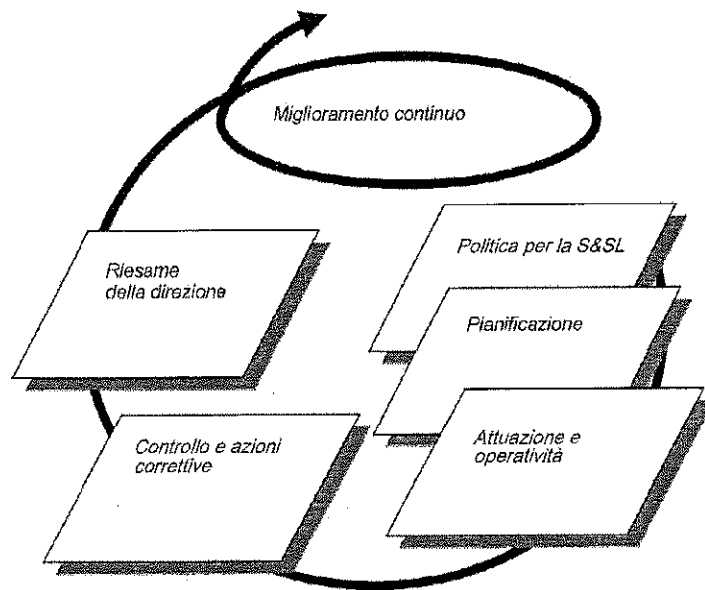 Miglioramento continuo
Politica per la S&SL
Pianificazione
Attuazione e
operatività
Controllo e azioni
correttive
Riesame
della direzione